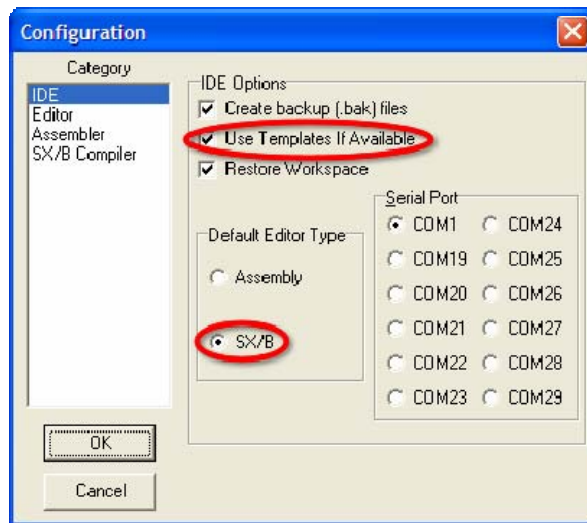 Configuration
Category
IDE
Editor
Assembler
SX/B Compiler
IDE Options
Create backup (.bak) files
Use Templates If Available
Restore Workspace
Default Editor Type
Assembly
SX/B
Serial Port
COM1 COM24
COM19 COM25
COM20 COM26
COM21 COM27
COM22 COM28
COM23 COM29
OK
Cancel